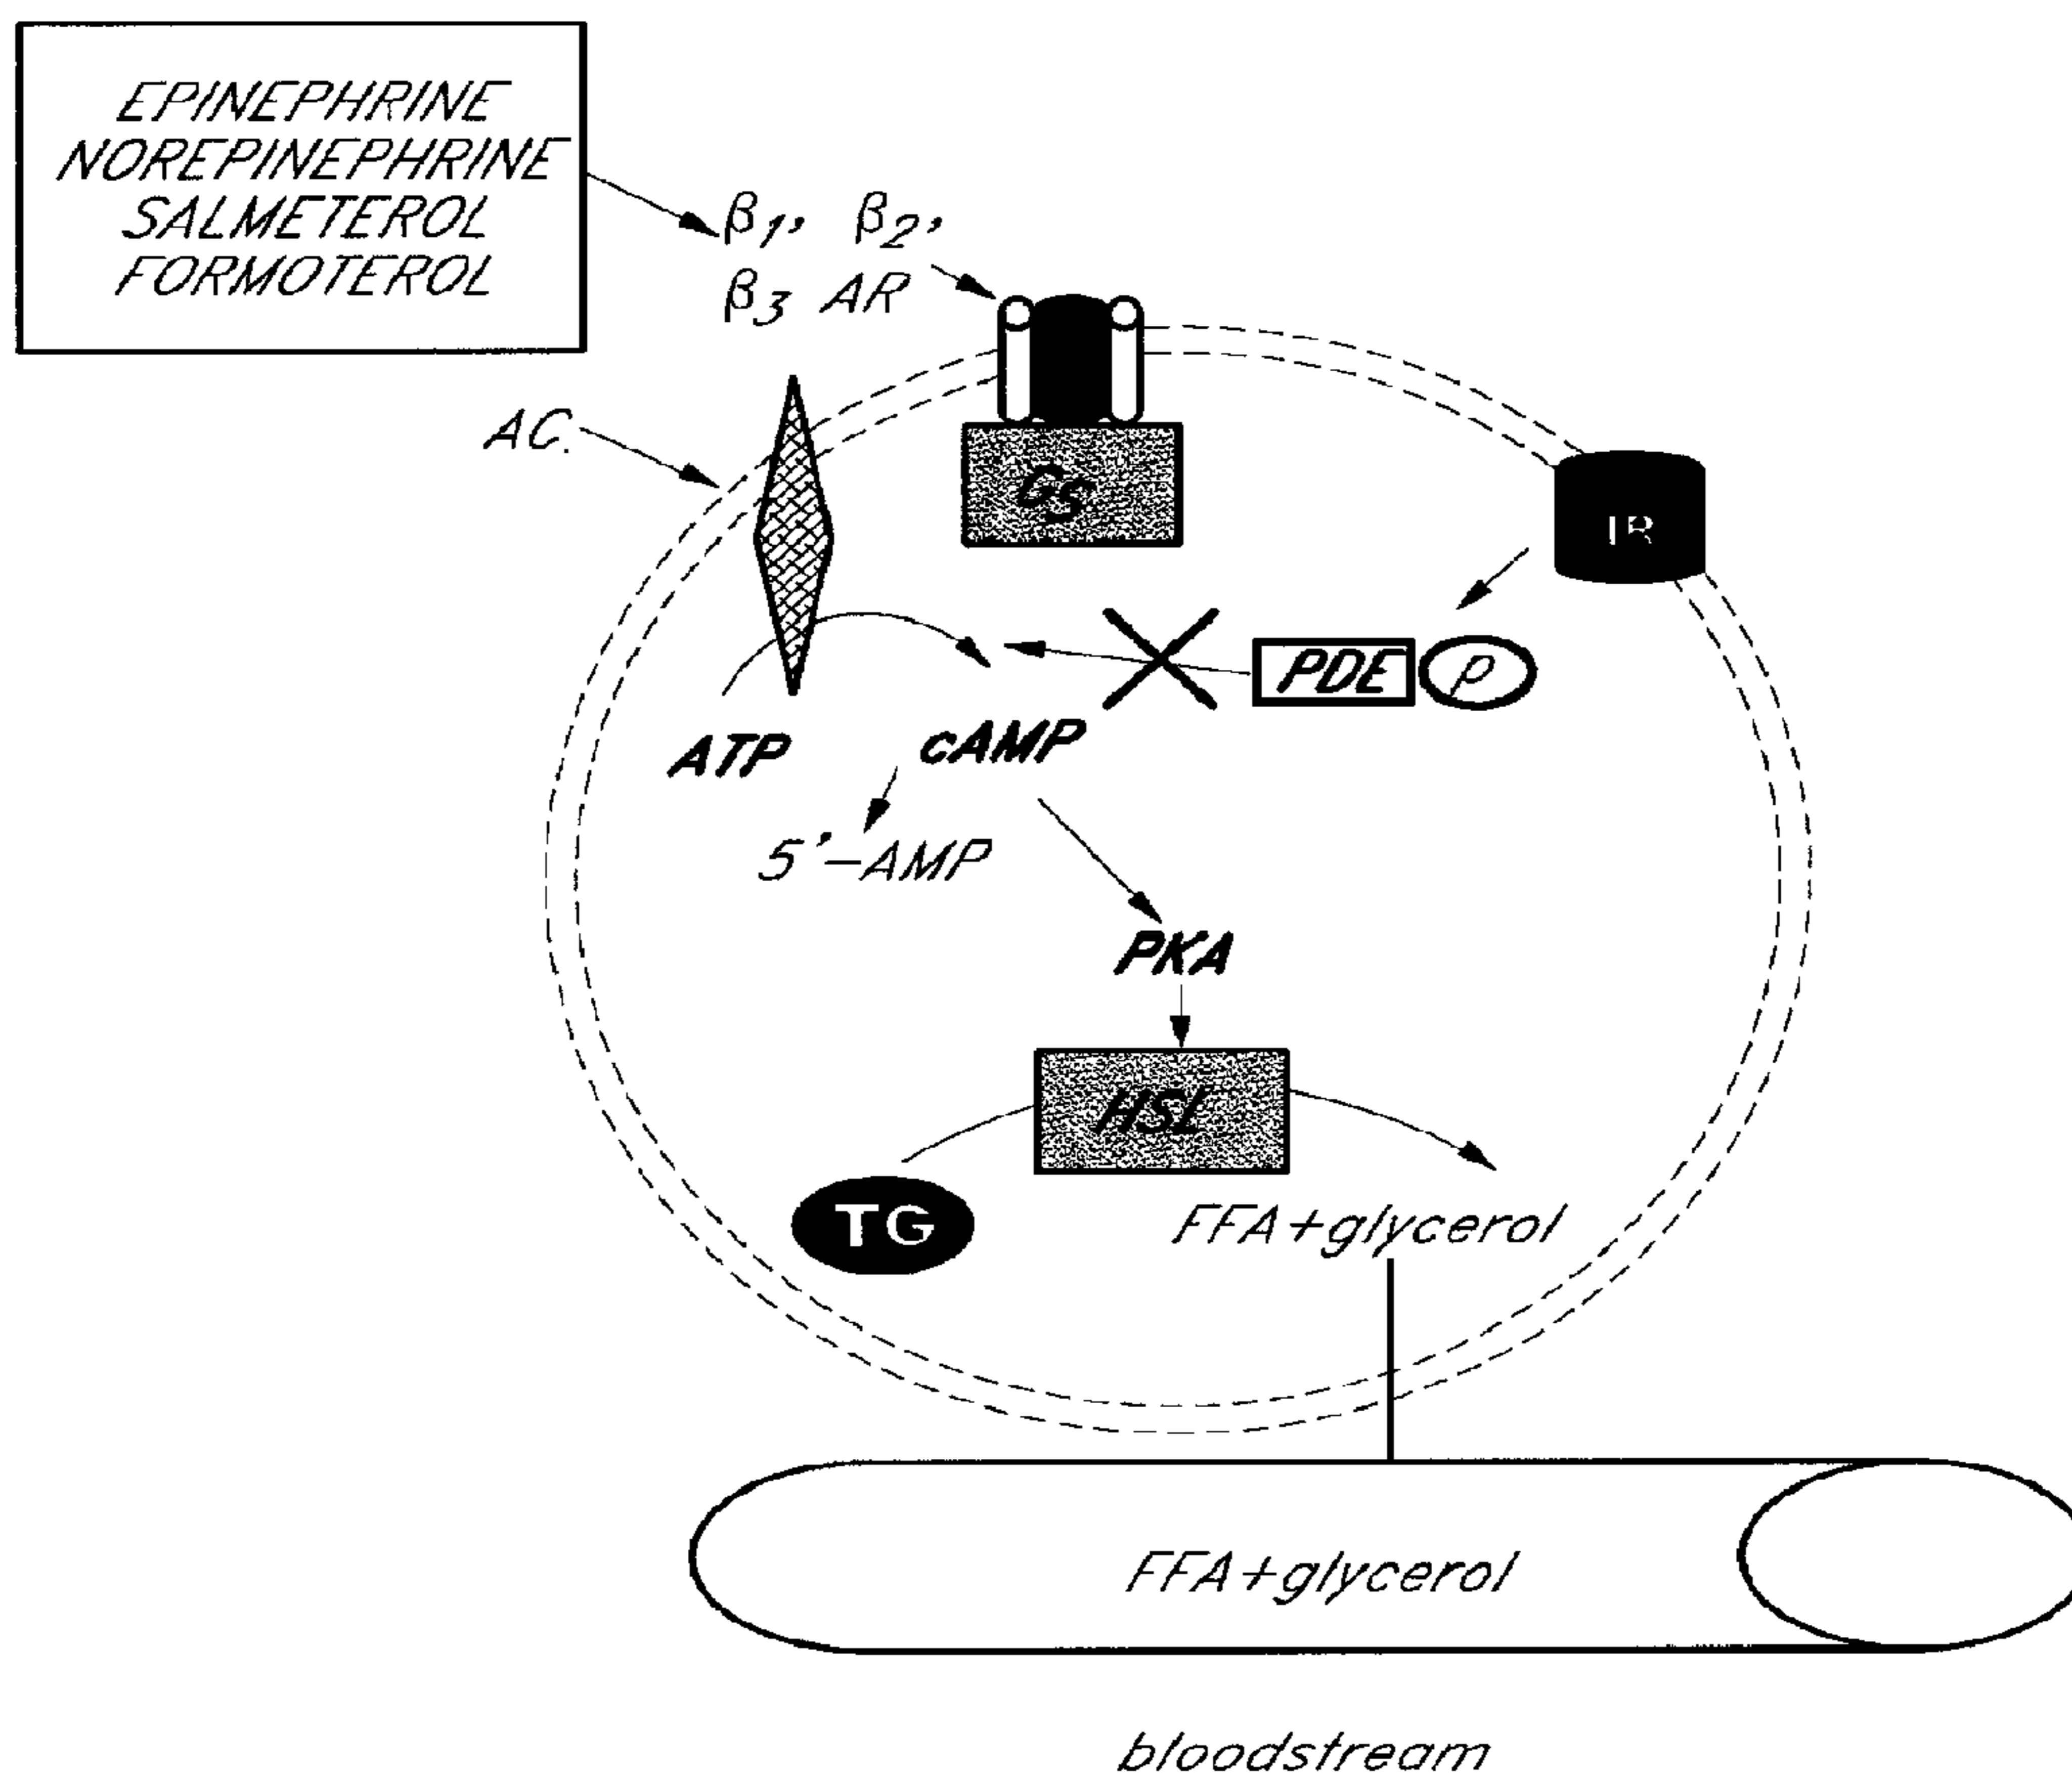 EPINEPHRINE
NOREPINEPHRINE
SALMETEROL
FORMOTEROL
β1, β2,
β3 AR
AC.
GS
IR
PDE P
ATP cAMP
5'-AMP
PKA
HSL
TG
FFA+glycerol
FFA+glycerol
bloodstream